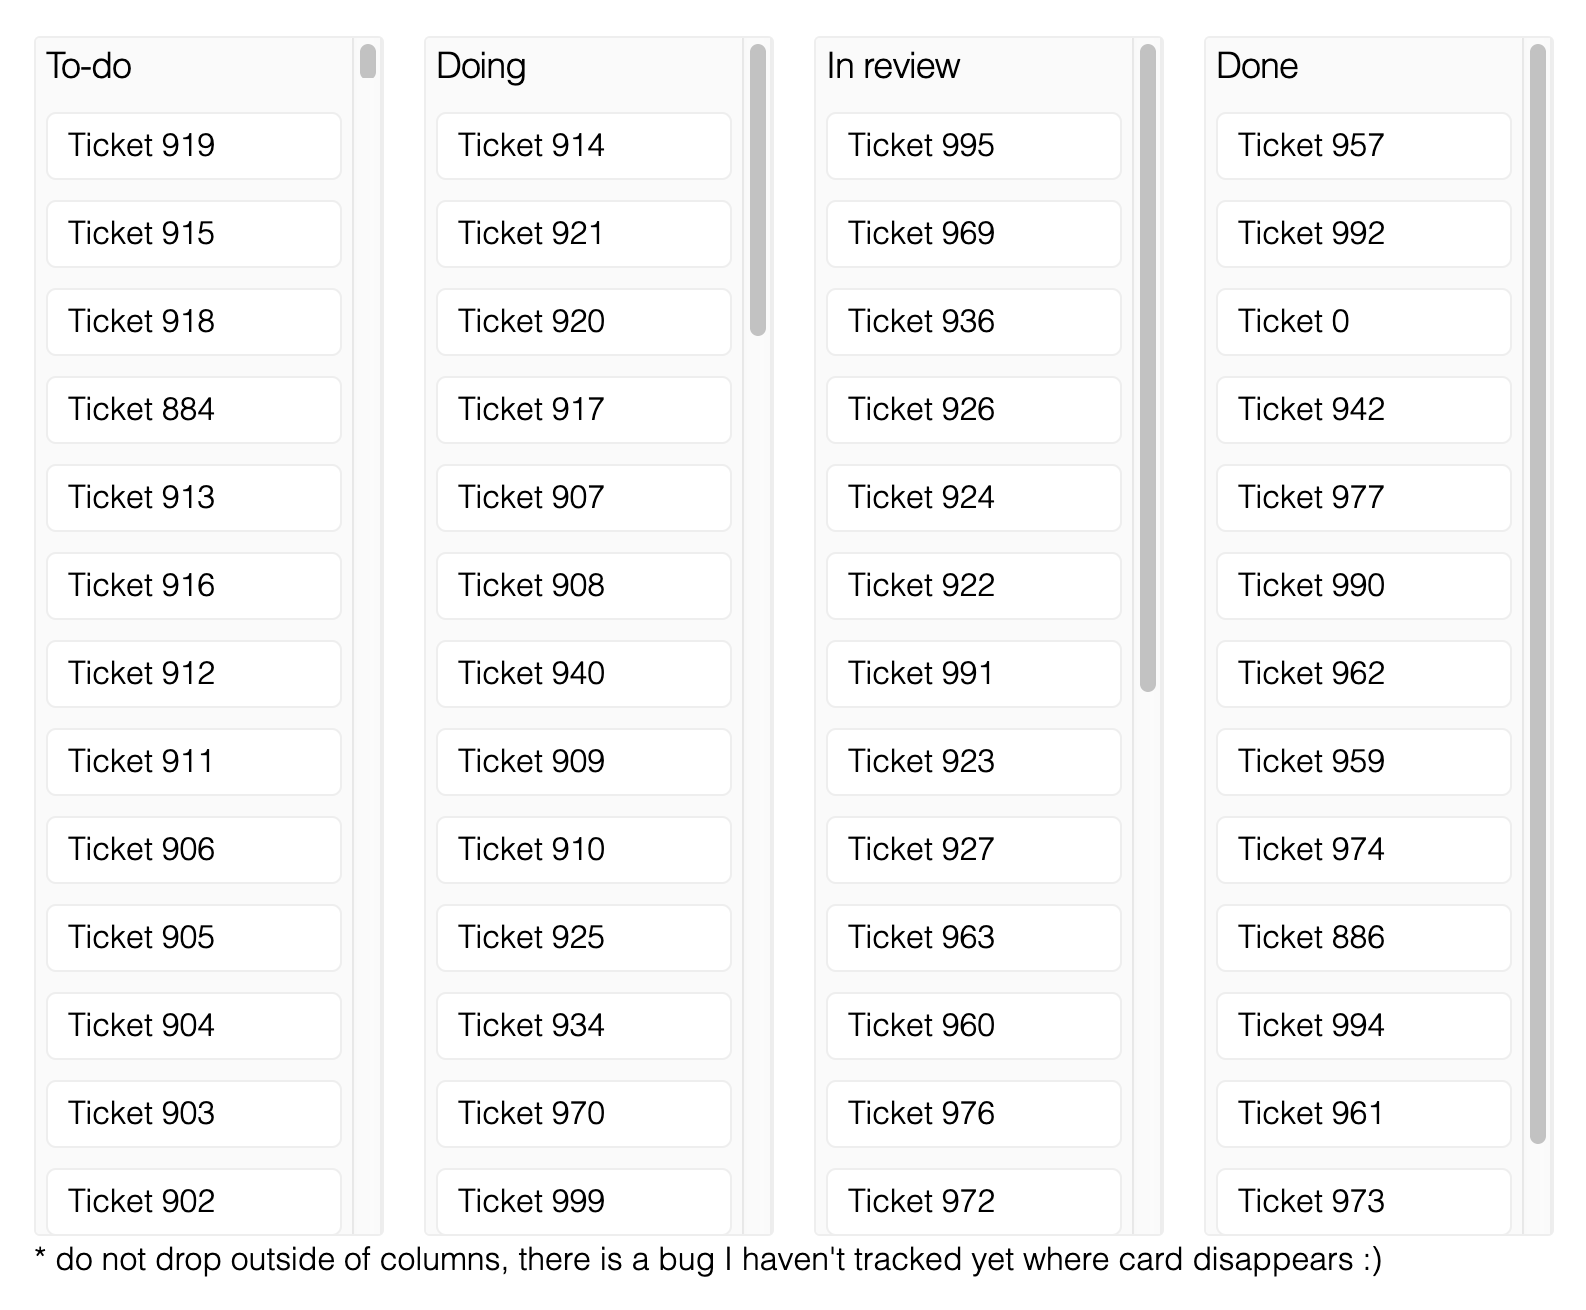 To-do
Ticket 919
Ticket 915
Ticket 918
Ticket 884
Ticket 913
Ticket 916
Ticket 912
Ticket 911
Ticket 906
Ticket 905
Ticket 904
Ticket 903
Ticket 902
Doing
Ticket 914
Ticket 921
Ticket 920
Ticket 917
Ticket 907
Ticket 908
Ticket 940
Ticket 909
Ticket 910
Ticket 925
Ticket 934
Ticket 970
Ticket 999
In review
Ticket 995
Ticket 969
Ticket 936
Ticket 926
Ticket 924
Ticket 922
Ticket 991
Ticket 923
Ticket 927
Ticket 963
Ticket 960
Ticket 976
Ticket 972
Done
Ticket 957
Ticket 992
Ticket 0
Ticket 942
Ticket 977
Ticket 990
Ticket 962
Ticket 959
Ticket 974
Ticket 886
Ticket 994
Ticket 961
Ticket 973
* do not drop outside of columns, there is a bug I haven't tracked yet where card disappears :)